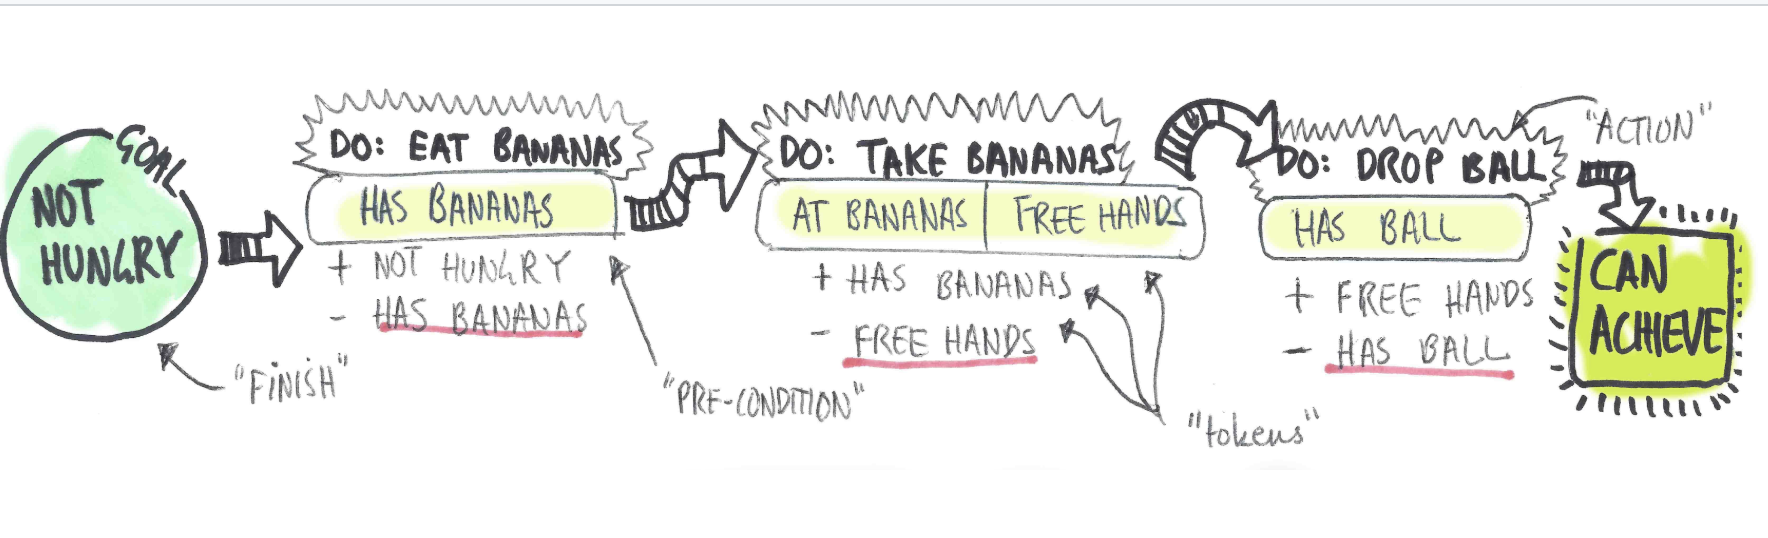 GOAL
NOT
HUNGRY
"FINISH"
DO: EAT BANANAS
HAS BANANAS
+ NOT HUNGRY
- HAS BANANAS
"PRE-CONDITION"
DO: TAKE BANANAS
AT BANANAS FREE HANDS
+ HAS BANANAS
- FREE HANDS
"tokens"
DO: DROP BALL
HAS BALL
+ FREE HANDS
- HAS BALL
"ACTION"
CAN
ACHIEVE